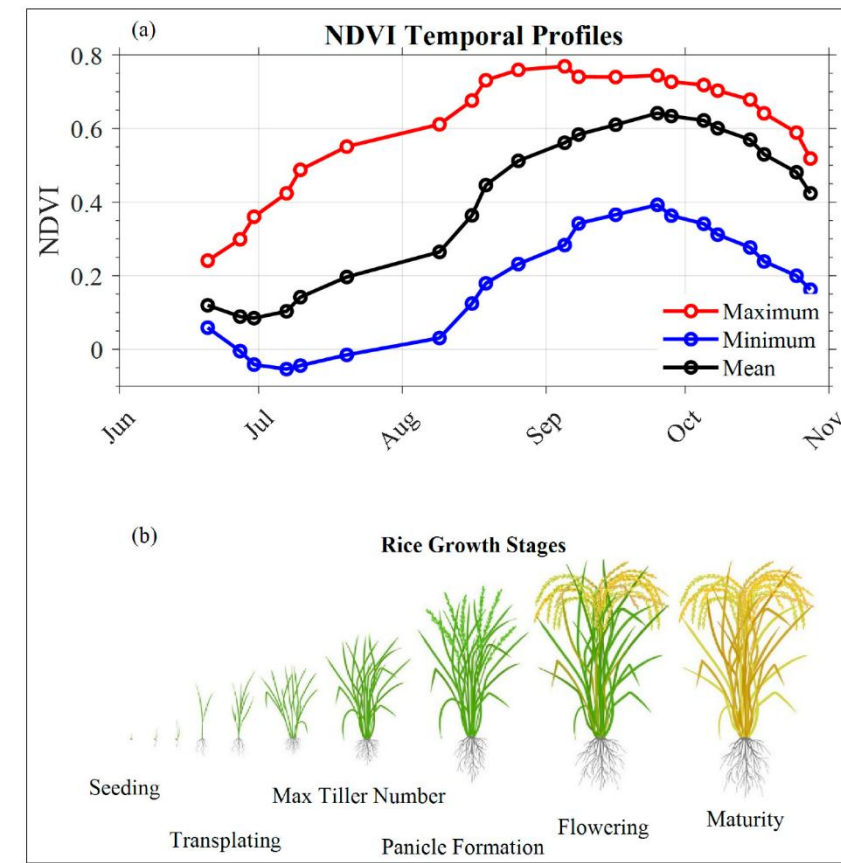 (a)
NDVI Temporal Profiles
NDVI
0.8
0.6
0.4
0.2
0
Maximum
Minimum
Mean
Jun
Jul
Aug
Sep
Oct
Nov
(b)
Rice Growth Stages
Seeding
Transplating
Max Tiller Number
Panicle Formation
Flowering
Maturity